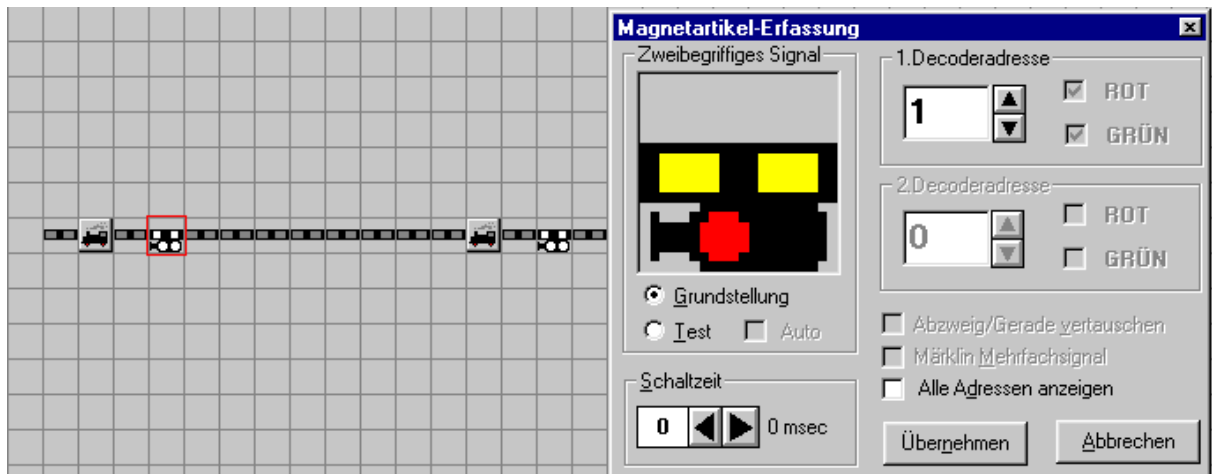 Magnetartikel-Erfassung
Zweibegriffiges Signal
Grundstellung
Test Auto
Schaltzeit
0 0 msec
1.Decoderadresse
1 ROT
GRÜN
2.Decoderadresse
0 ROT
GRÜN
Abzweig/Gerade vertauschen
Märklin Mehrfachsignal
Alle Adressen anzeigen
Übernehmen Abbrechen